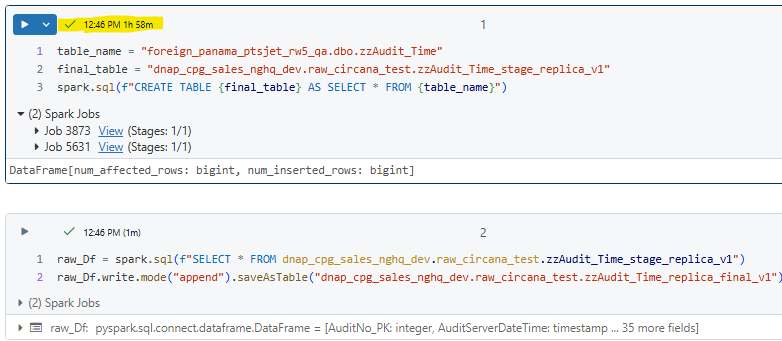 12:46 PM 1h 58m
1
1 table_name = "foreign_panama_ptsjet_rw5_qa.dbo.zzAudit_Time"
2 final_table = "dnap_cpg_sales_nghq_dev.raw_circana_test.zzAudit_Time_stage_replica_v1"
3 spark.sql(f"CREATE TABLE {final_table} AS SELECT * FROM {table_name}")
(2) Spark Jobs
Job 3873 View (Stages: 1/1)
Job 5631 View (Stages: 1/1)
DataFrame[num_affected_rows: bigint, num_inserted_rows: bigint]
12:46 PM (1m)
2
1 raw_Df = spark.sql(f"SELECT * FROM dnap_cpg_sales_nghq_dev.raw_circana_test.zzAudit_Time_stage_replica_v1")
2 raw_Df.write.mode("append").saveAsTable("dnap_cpg_sales_nghq_dev.raw_circana_test.zzAudit_Time_replica_final_v1")
(2) Spark Jobs
raw_Df: pyspark.sql.connect.dataframe.DataFrame = [AuditNo_PK: integer, AuditServerDateTime: timestamp ... 35 more fields]